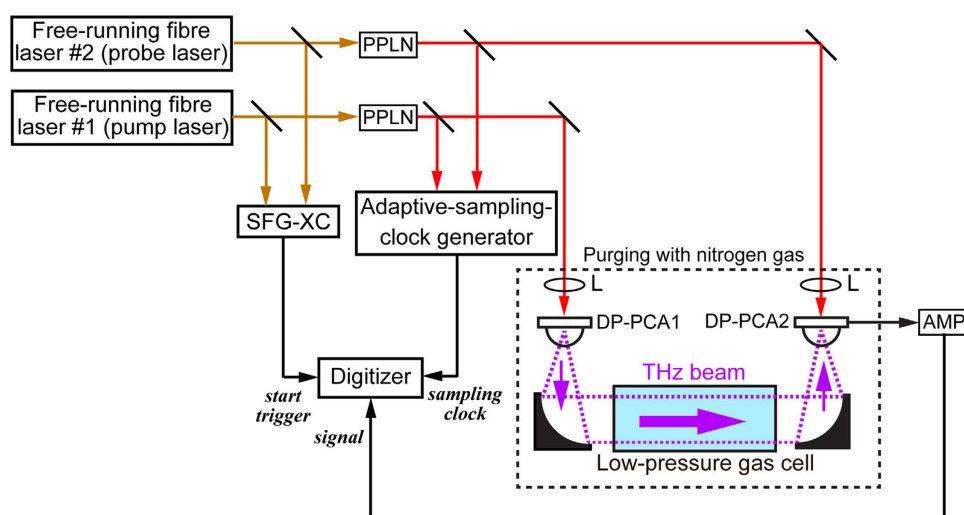 Free-running fibre
laser #2 (probe laser)
PPLN
Free-running fibre
laser #1 (pump laser)
PPLN
SFG-XC
Adaptive-sampling-
clock generator
Purging with nitrogen gas
L
L
DP-PCA1
DP-PCA2
AMP
Digitizer
start
trigger
sampling
clock
signal
THz beam
Low-pressure gas cell